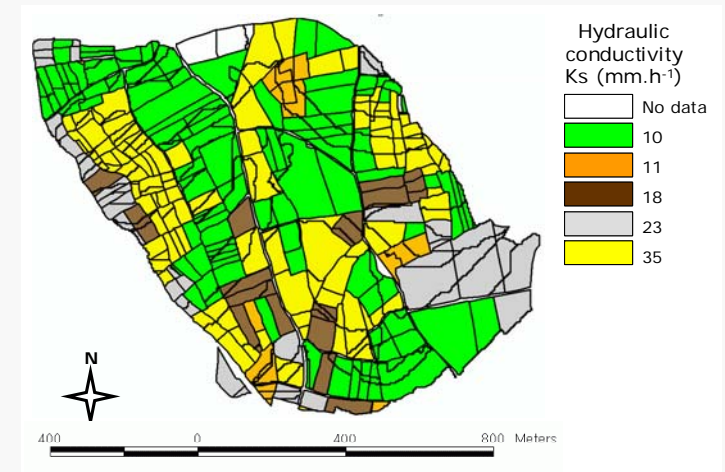 Hydraulic
conductivity
Ks (mm.h⁻¹)
No data
10
11
18
23
35
N
400 0 400 800 Meters